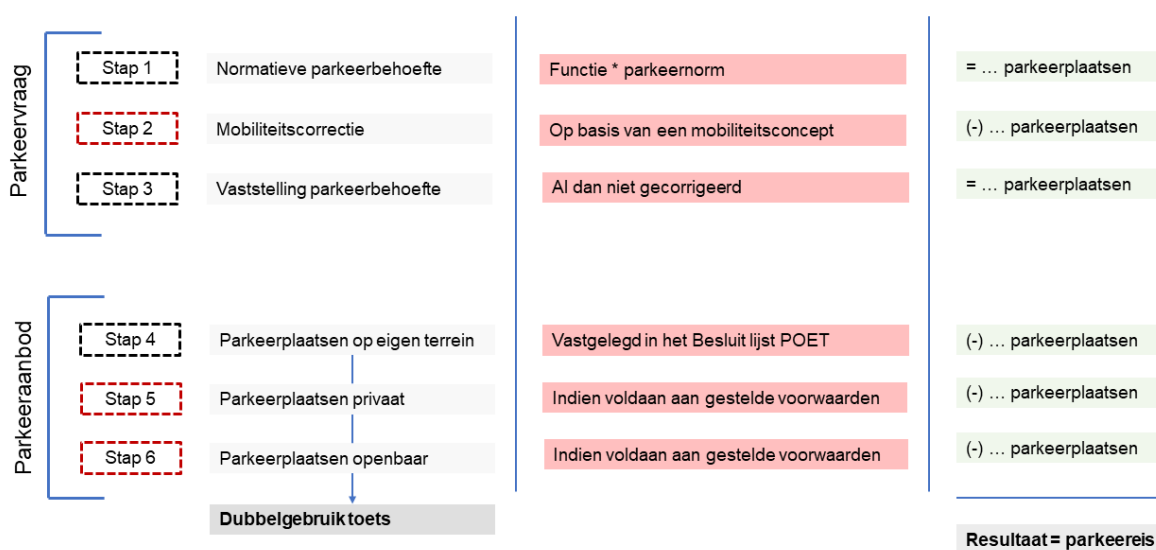 Parkeervraag
Stap 1 Normatieve parkeerbehoefte Functie * parkeernorm = … parkeerplaatsen
Stap 2 Mobiliteitscorrectie Op basis van een mobiliteitsconcept (-) … parkeerplaatsen
Stap 3 Vaststelling parkeerbehoefte Al dan niet gecorrigeerd = … parkeerplaatsen
Parkeeraanbod
Stap 4 Parkeerplaatsen op eigen terrein Vastgelegd in het Besluit lijst POET (-) … parkeerplaatsen
Stap 5 Parkeerplaatsen privaat Indien voldaan aan gestelde voorwaarden (-) … parkeerplaatsen
Stap 6 Parkeerplaatsen openbaar Indien voldaan aan gestelde voorwaarden (-) … parkeerplaatsen
Dubbelgebruik toets
Resultaat = parkeereis